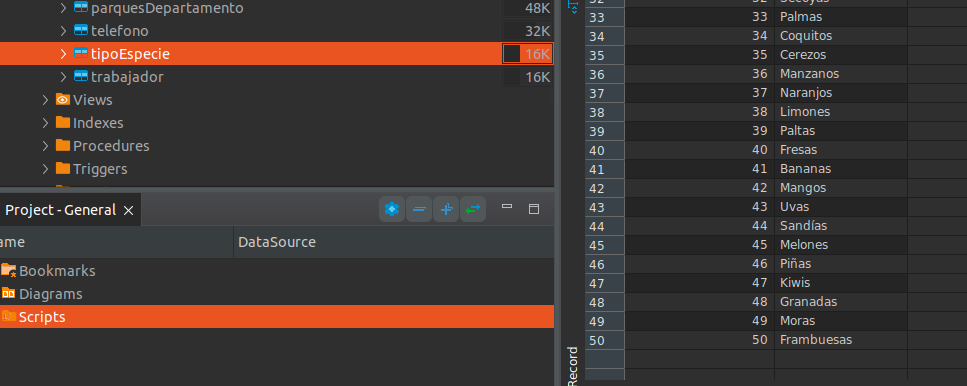 parquesDepartamento 48K
telefono 32K
tipoEspecie 16K
trabajador 16K
Views
Indexes
Procedures
Triggers
Project - General
DataSource
Bookmarks
Diagrams
Scripts
33 33 Palmas
34 34 Coquitos
35 35 Cerezos
36 36 Manzanos
37 37 Naranjos
38 38 Limones
39 39 Paltas
40 40 Fresas
41 41 Bananas
42 42 Mangos
43 43 Uvas
44 44 Sandías
45 45 Melones
46 46 Piñas
47 47 Kiwis
48 48 Granadas
49 49 Moras
50 50 Frambuesas
Record